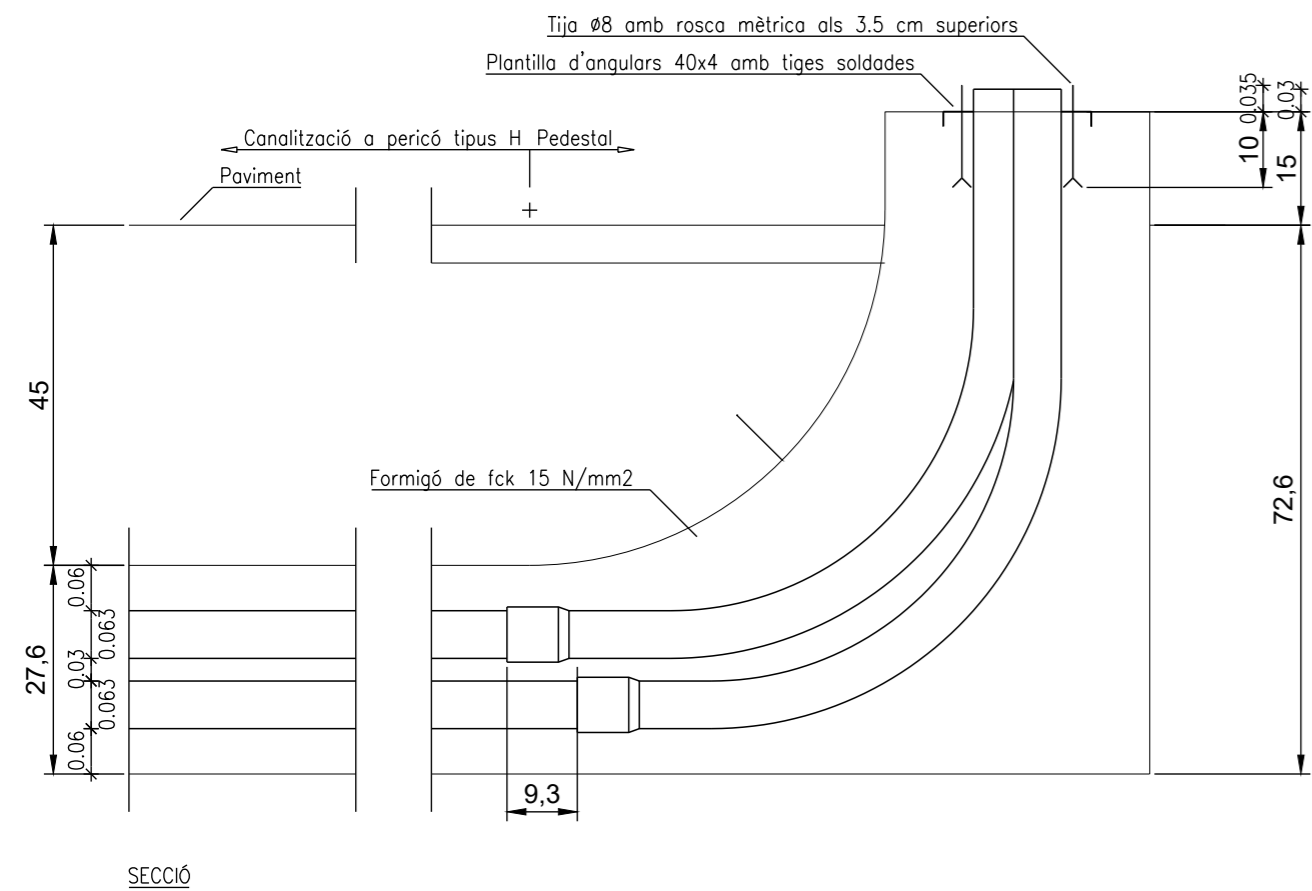 Tija ø8 amb rosca mètrica als 3.5 cm superiors
Plantilla d'angulars 40x4 amb tiges soldades
Canalització a pericó tipus H Pedestal
Paviment
0.035
0.03
10
15
45
72,6
Formigó de fck 15 N/mm2
27,6
0.06
0.063
0.03
0.063
0.06
9,3
SECCIÓ